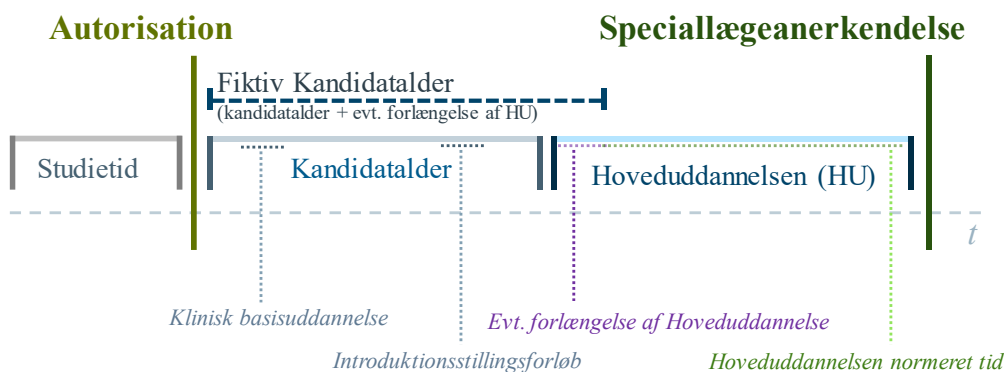 Autorisation
Speciallægeanerkendelse
Fiktiv Kandidatalder
(kandidatalder + evt. forlængelse af HU)
Studietid
Kandidatalder
Hoveduddannelsen (HU)
t
Klinisk basisuddannelse
Evt. forlængelse af Hoveduddannelse
Introduktionsstillingsforløb
Hoveduddannelsen normeret tid